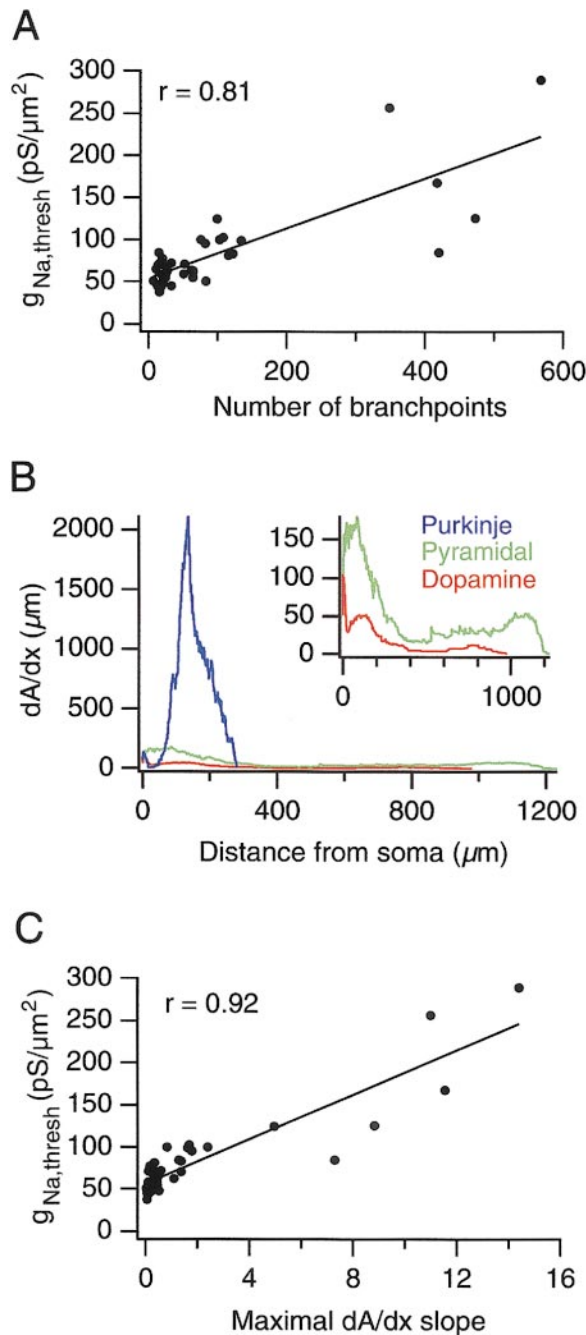 A
g_Na,thresh (pS/µm²)
300
250
200
150
100
50
0
r = 0.81
0 200 400 600
Number of branchpoints
B
dA/dx (µm)
2000
1500
1000
500
0
150
100
50
0
Purkinje
Pyramidal
Dopamine
0 1000
0 400 800 1200
Distance from soma (µm)
C
g_Na,thresh (pS/µm²)
300
250
200
150
100
50
0
r = 0.92
0 4 8 12 16
Maximal dA/dx slope